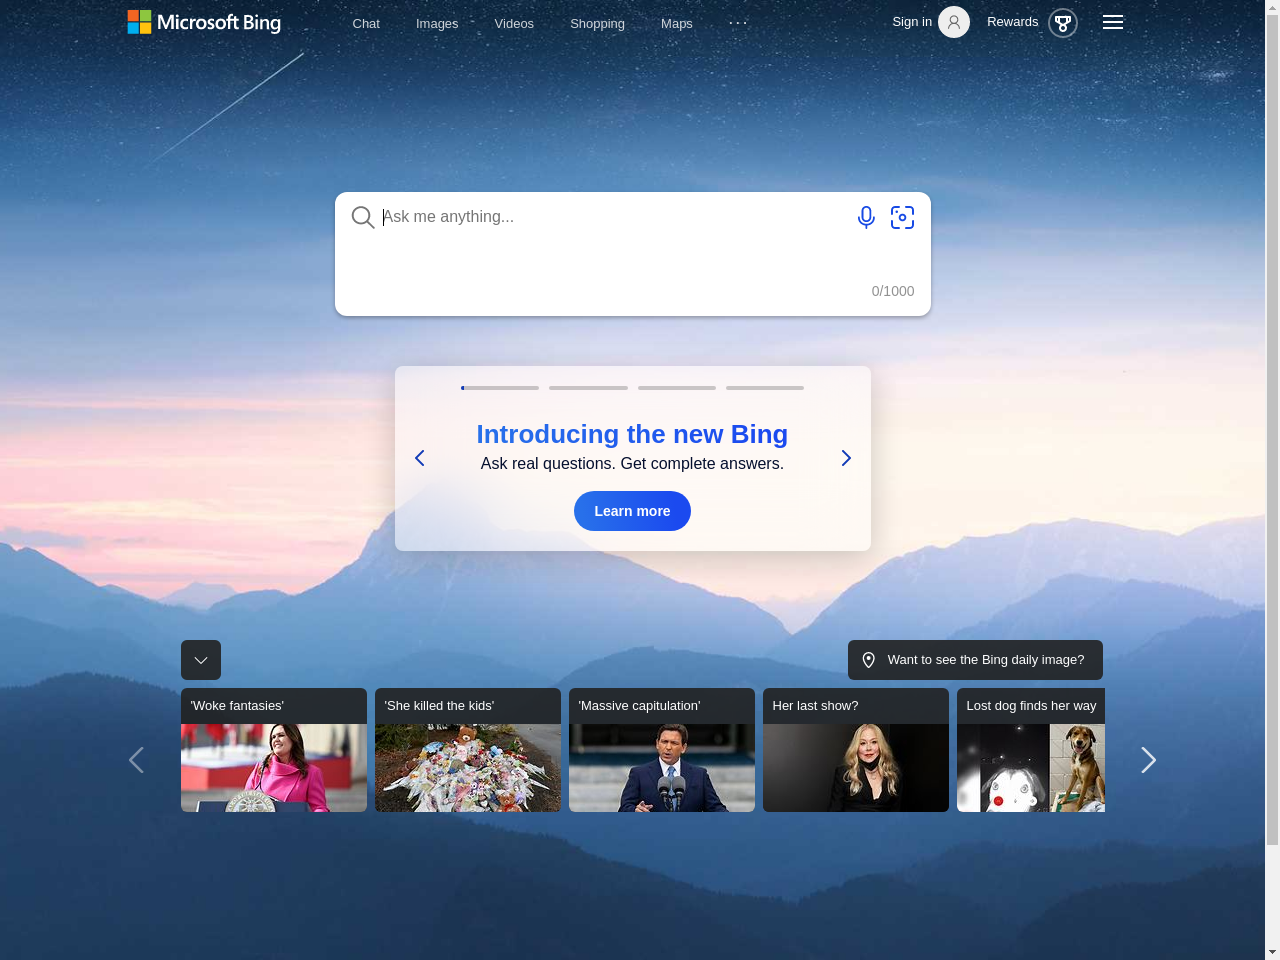 Microsoft Bing
Chat Images Videos Shopping Maps ...
Sign in Rewards
Ask me anything...
0/1000
Introducing the new Bing
Ask real questions. Get complete answers.
Learn more
Want to see the Bing daily image?
'Woke fantasies'
'She killed the kids'
'Massive capitulation'
Her last show?
Lost dog finds her way